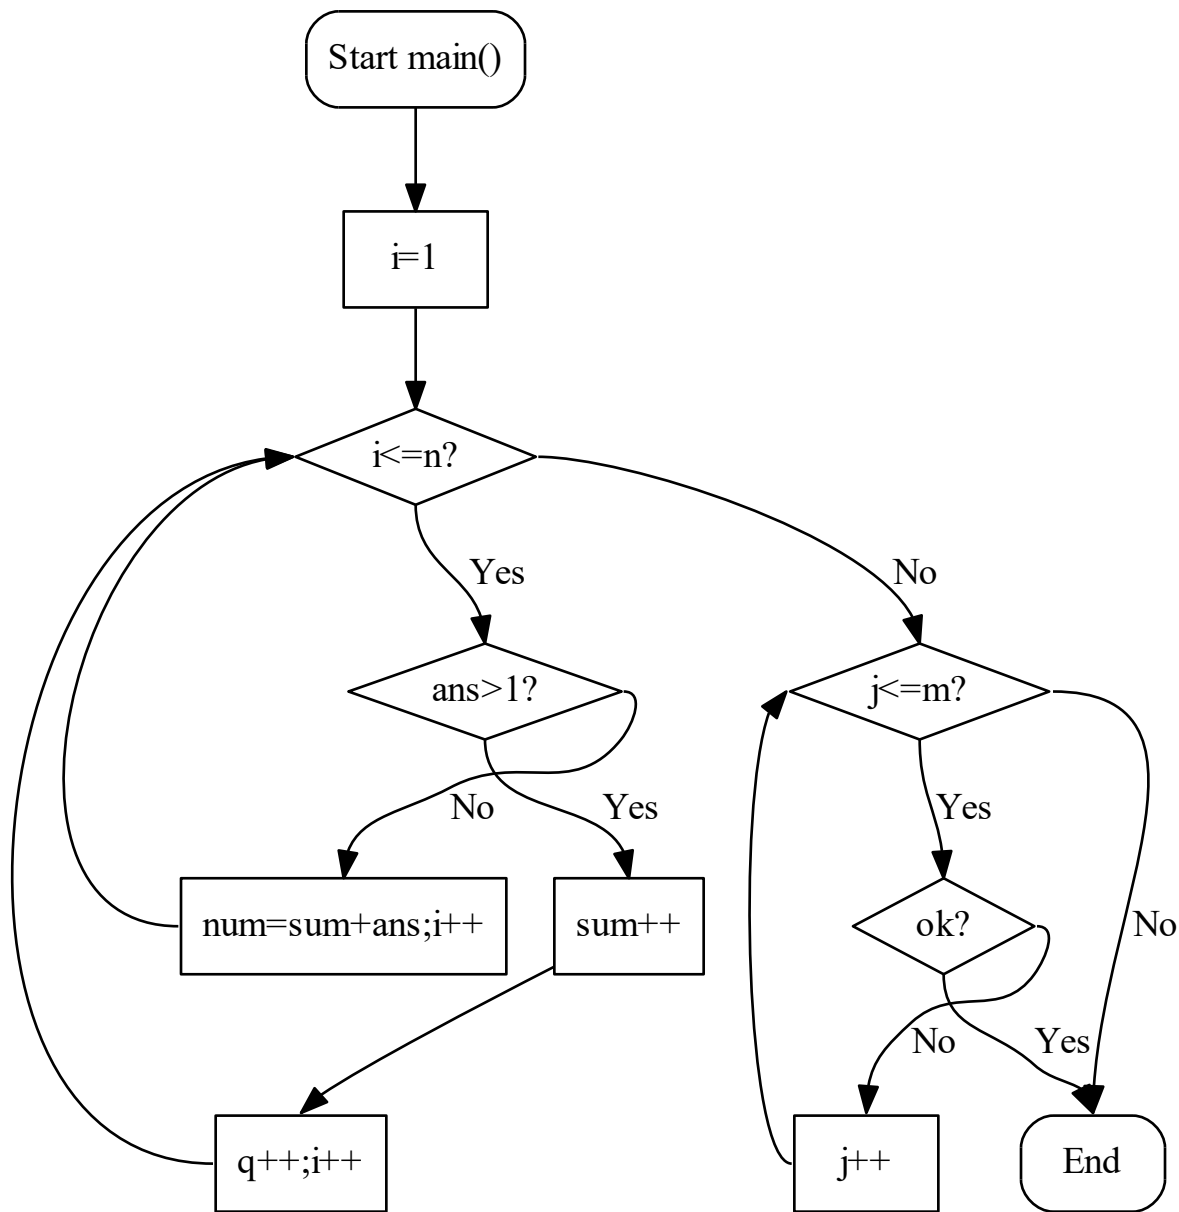 Start main()
i=1
i<=n?
Yes
No
ans>1?
j<=m?
No
Yes
Yes
num=sum+ans;i++
sum++
ok?
No
No
Yes
q++;i++
j++
End